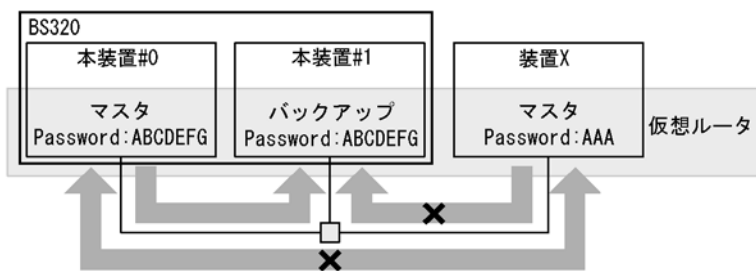 BS320
本装置#0
本装置#1
装置X
マスタ
Password:ABCDEFG
バックアップ
Password:ABCDEFG
マスタ
Password:AAA
仮想ルータ